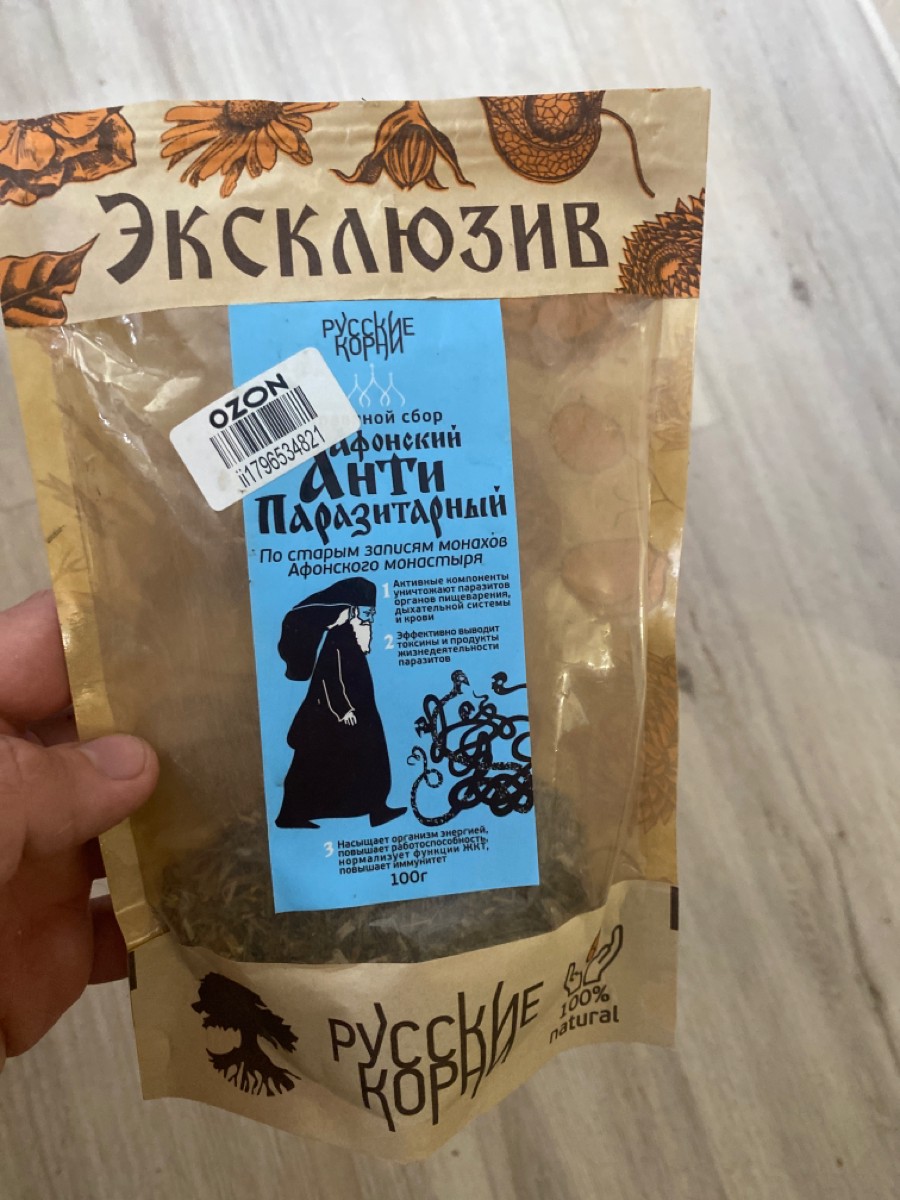 Эксклюзив
РУССКИЕ
КОРНИ
OZON
ii1796534821
сбор
Афонский
Анти
Паразитарный
По старым записям монахов
Афонского монастыря
1 Активные компоненты
уничтожают паразитов
органов пищеварения,
дыхательной системы
и крови
2 Эффективно выводит
токсины и продукты
жизнедеятельности
паразитов
3 Насыщает организм энергией,
повышает работоспособность,
нормализует функции ЖКТ,
повышает иммунитет
100г
РУССКИЕ
КОРНИ
100%
natural